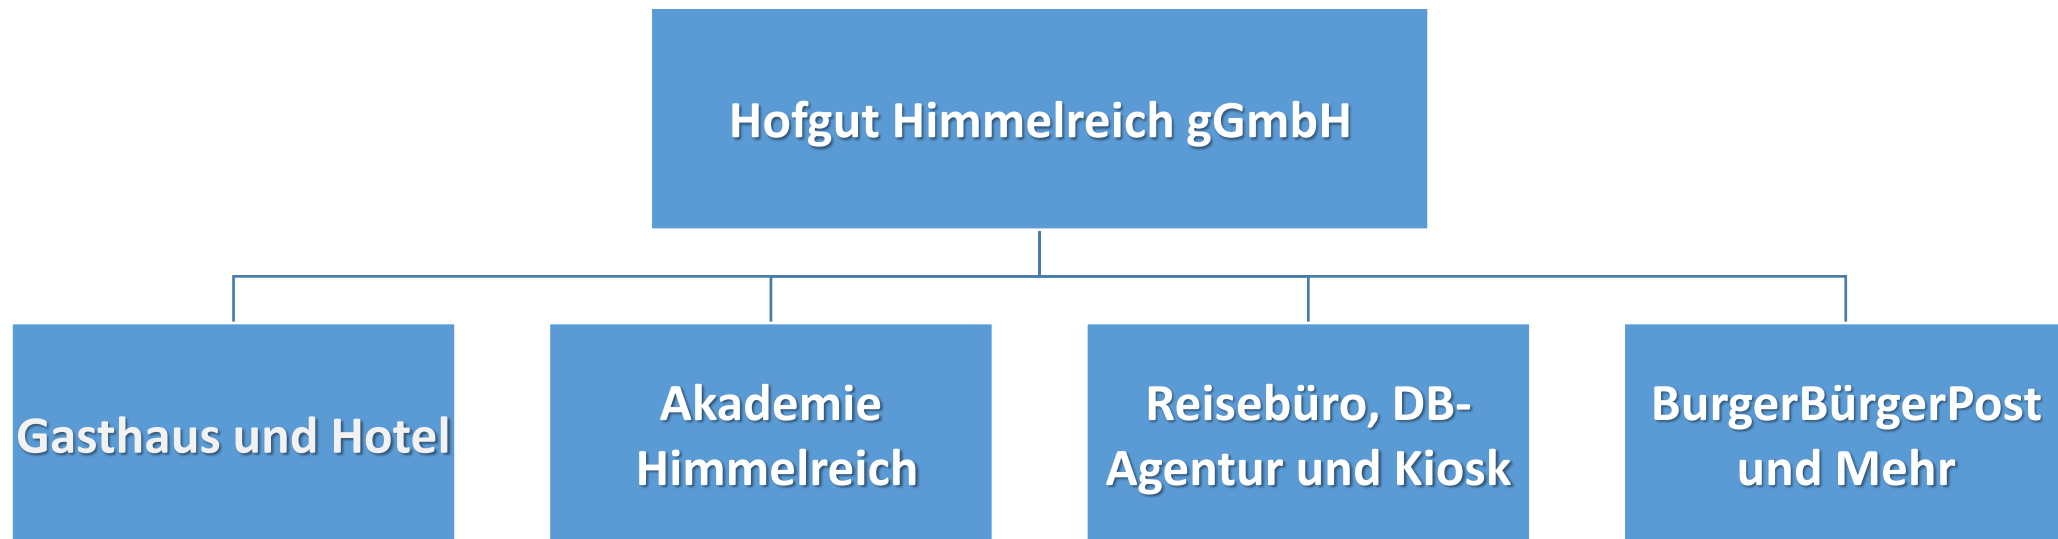 Hofgut Himmelreich gGmbH
Gasthaus und Hotel
Akademie
Himmelreich
Reisebüro, DB-
Agentur und Kiosk
BurgerBürgerPost
und Mehr